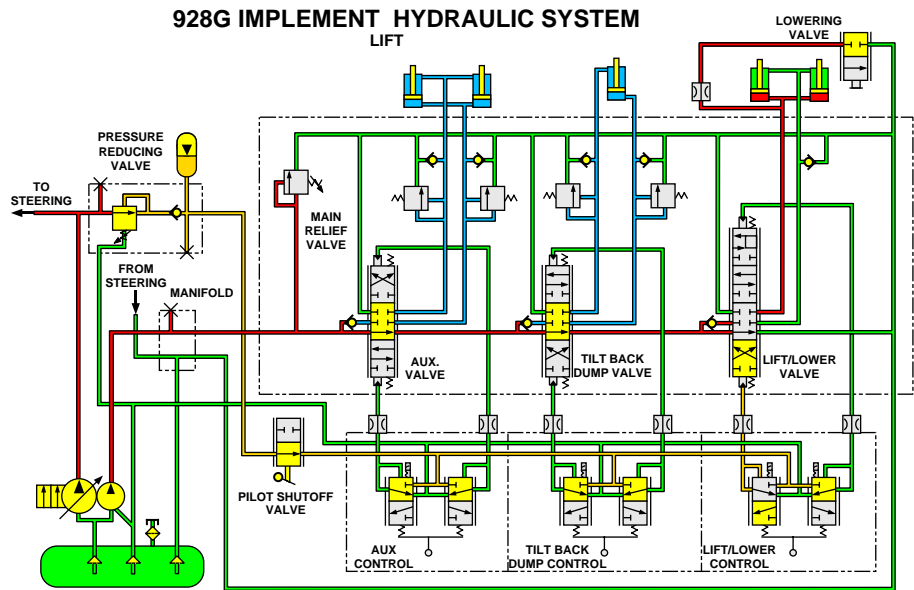 928G IMPLEMENT HYDRAULIC SYSTEM
LIFT
LOWERING
VALVE
PRESSURE
REDUCING
VALVE
TO
STEERING
MAIN
RELIEF
VALVE
FROM
STEERING
MANIFOLD
AUX.
VALVE
TILT BACK
DUMP VALVE
LIFT/LOWER
VALVE
PILOT SHUTOFF
VALVE
AUX
CONTROL
TILT BACK
DUMP CONTROL
LIFT/LOWER
CONTROL